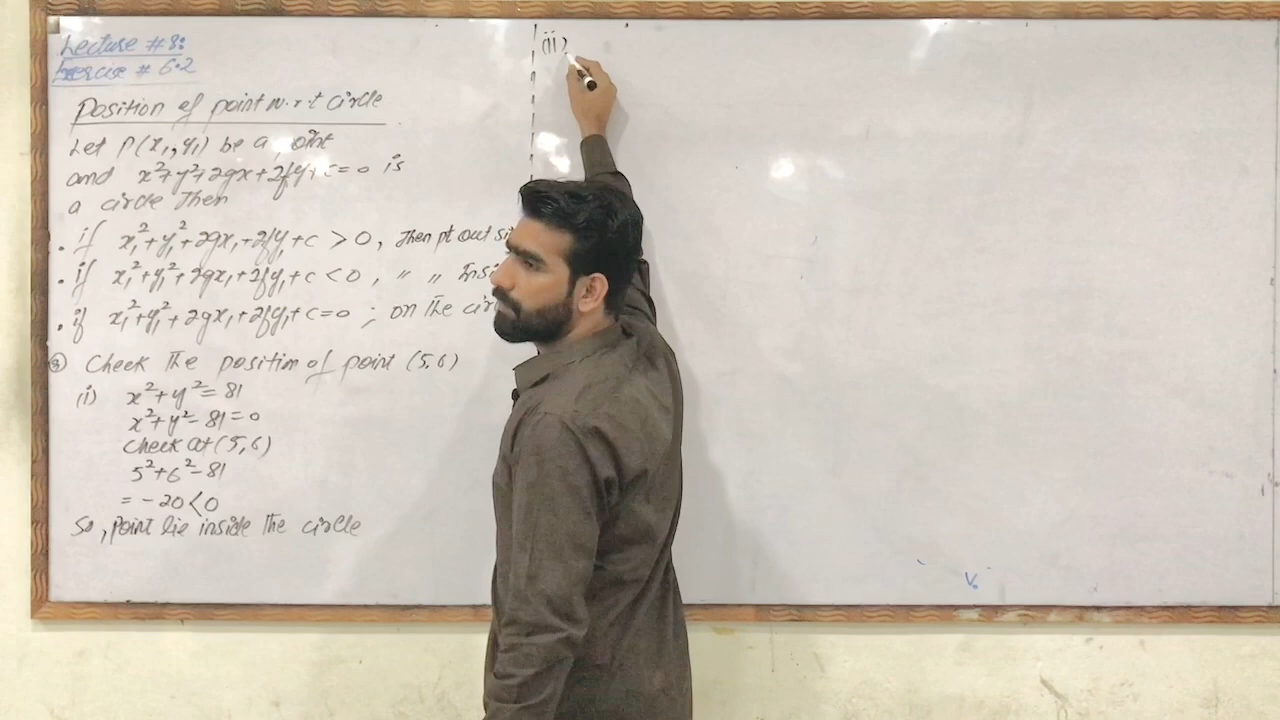 Lecture #8:
Exercise # 6.2
Position of point w.r.t circle
Let P(x₁,y₁) be a point
and x²+y²+2gx+2fy+c=0 is
a circle Then
. if x₁²+y₁²+2gx₁+2fy₁+c > 0, Then pt out si
. if x₁²+y₁²+2gx₁+2fy₁+c < 0, " " Insi
. if x₁²+y₁²+2gx₁+2fy₁+c=0 ; on The circ
Check The position of point (5,6)
(i) x²+y²=81
x²+y²-81=0
Check at (5,6)
5²+6²-81
= -20<0
So, point lie inside The circle
(ii)